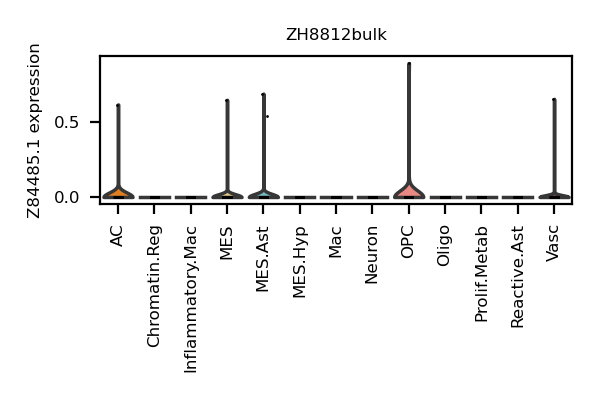 ZH8812bulk
Z84485.1 expression
0.5
0.0
AC
Chromatin.Reg
Inflammatory.Mac
MES
MES.Ast
MES.Hyp
Mac
Neuron
OPC
Oligo
Prolif.Metab
Reactive.Ast
Vasc